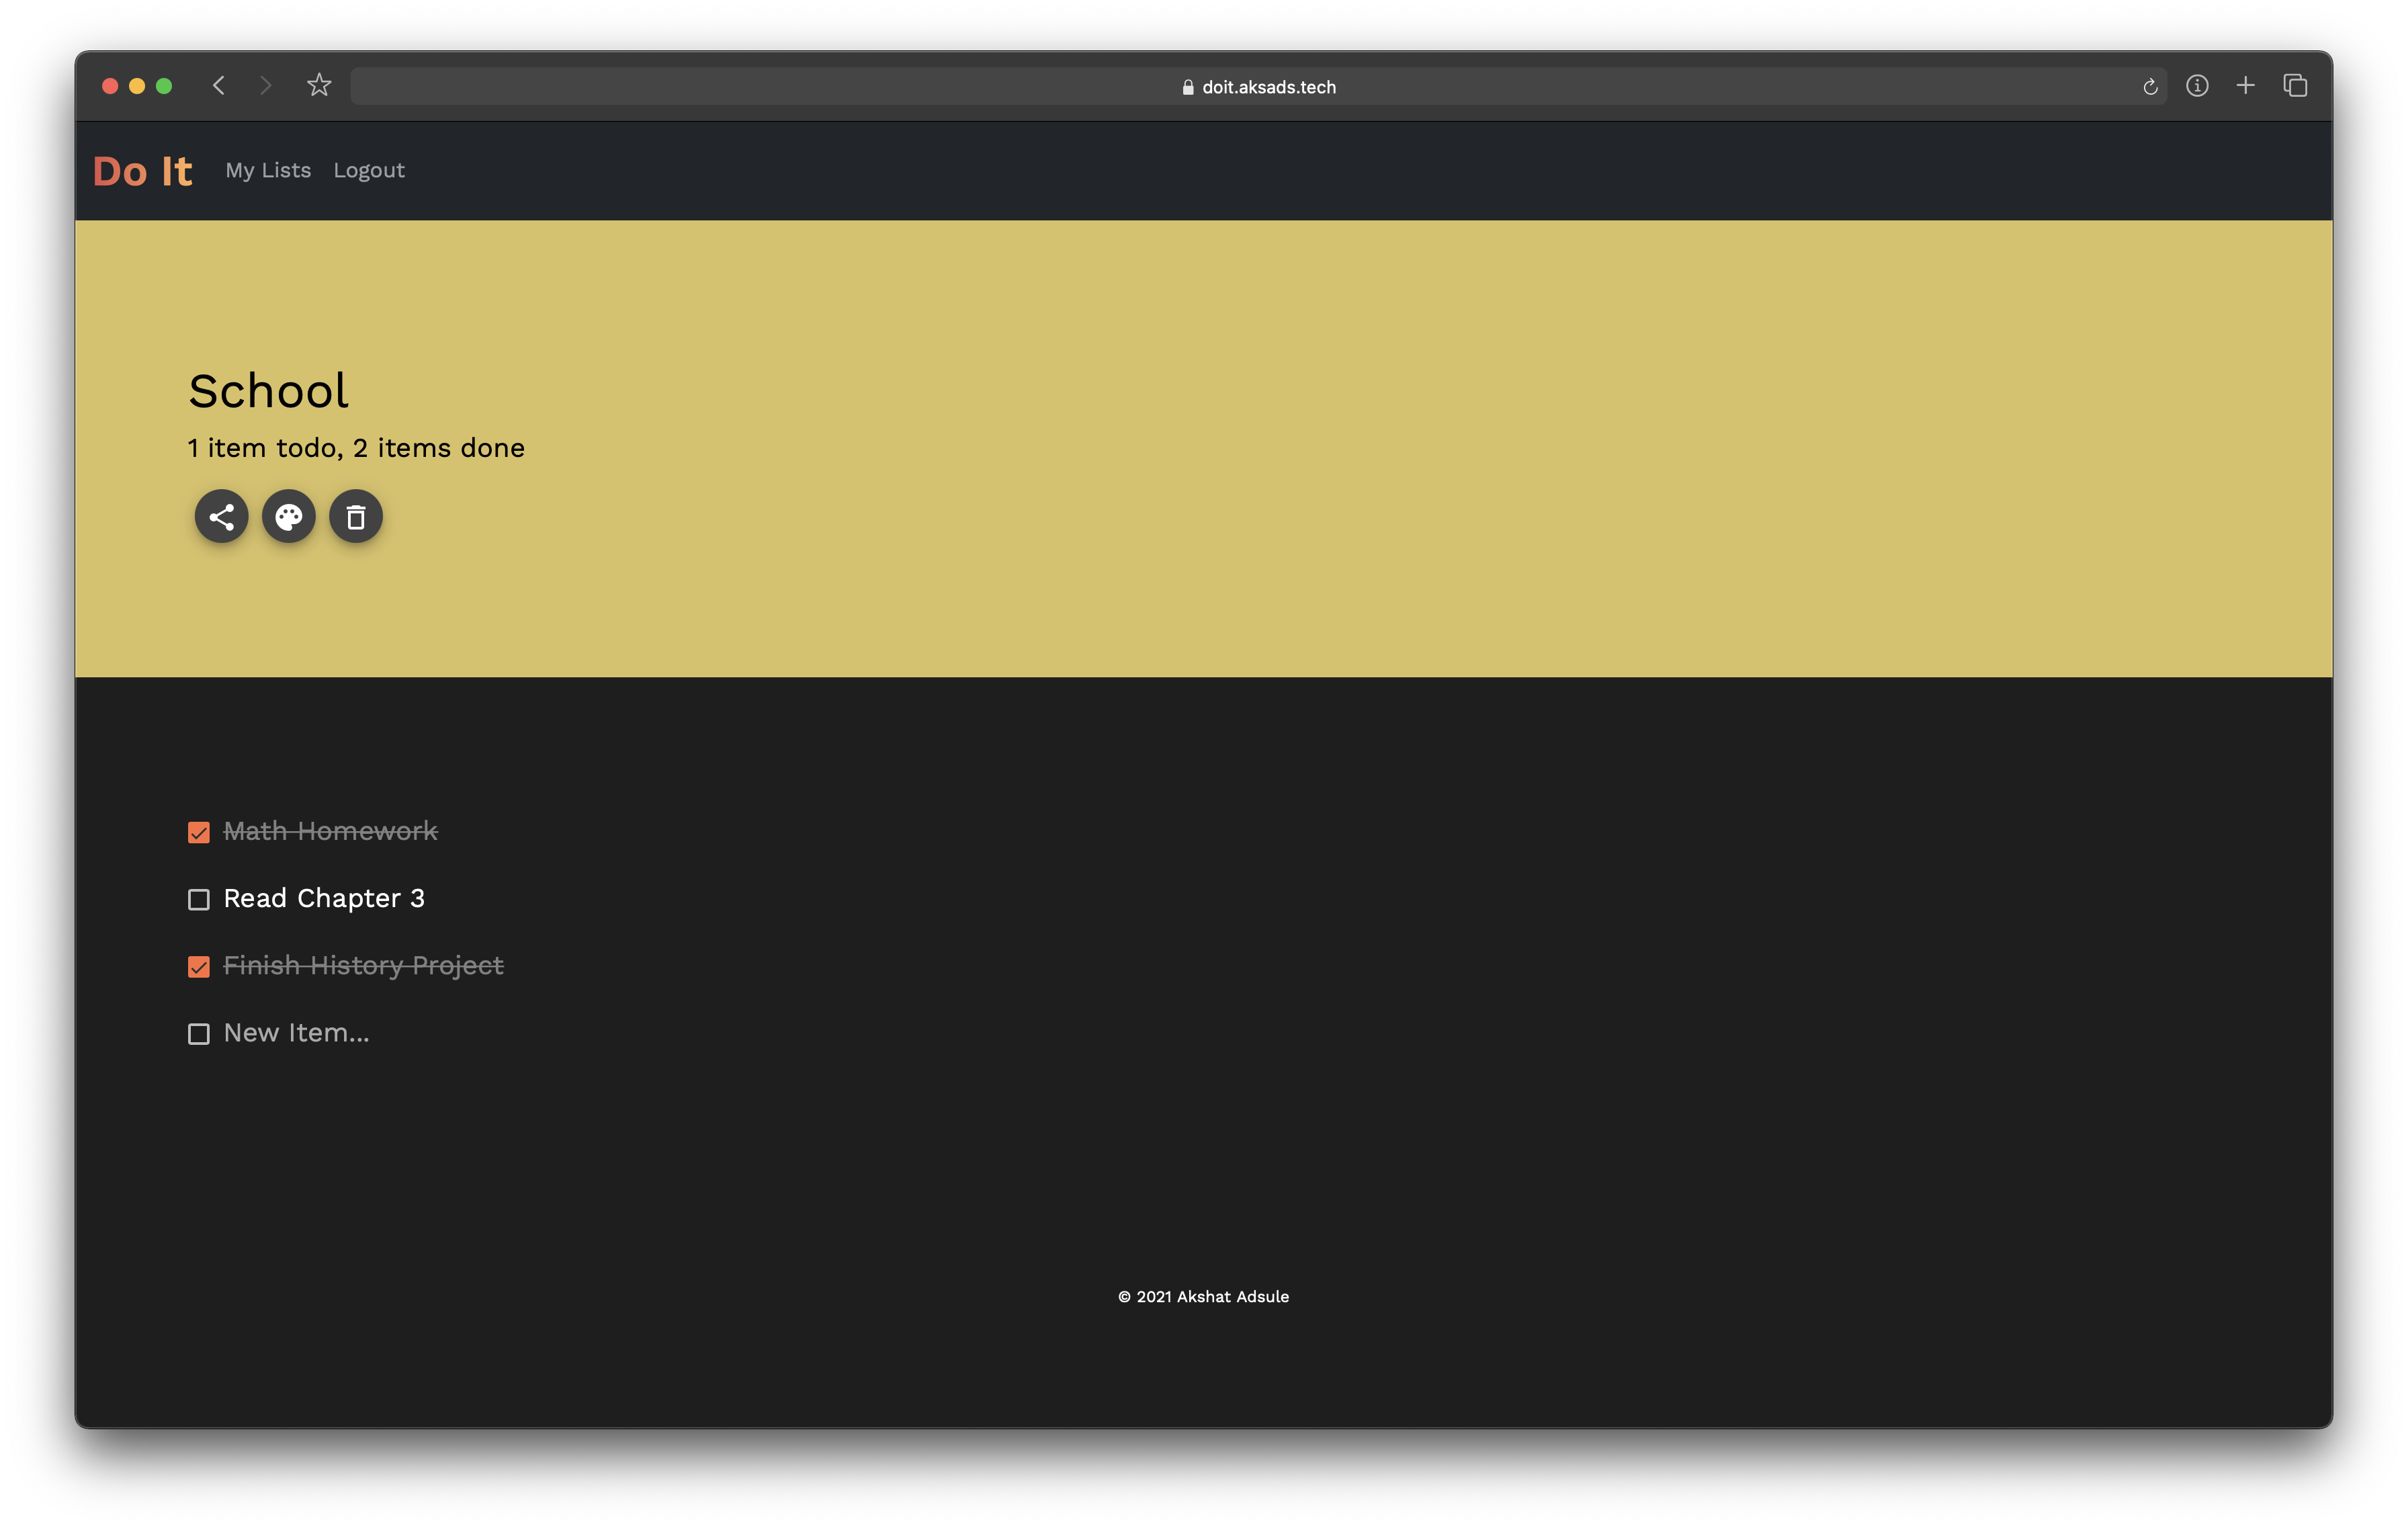 doit.aksads.tech
Do It My Lists Logout
School
1 item todo, 2 items done
Math Homework
Read Chapter 3
Finish History Project
New Item...
© 2021 Akshat Adsule